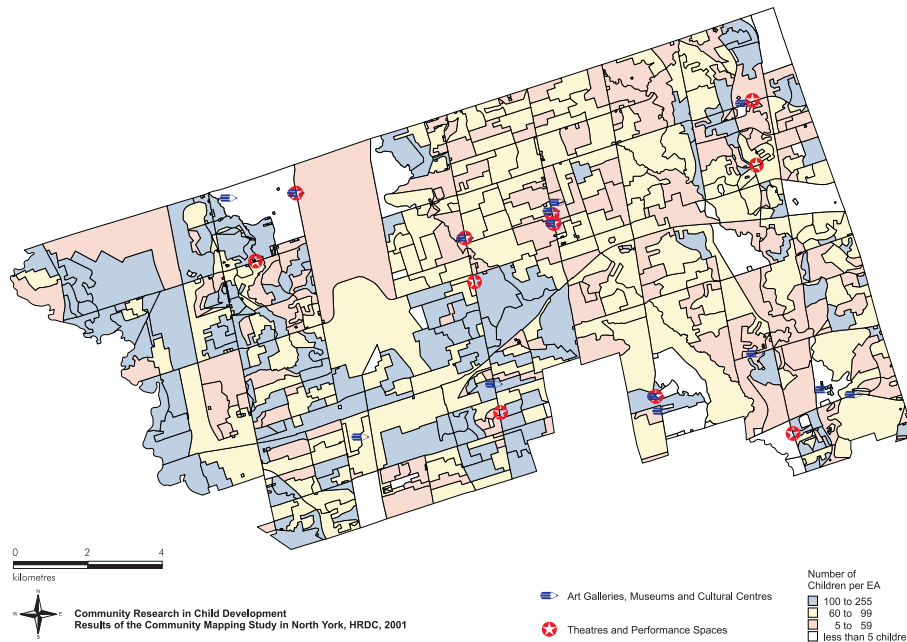 0 2 4
kilometres
N
W E
S
Community Research in Child Development
Results of the Community Mapping Study in North York, HRDC, 2001
Art Galleries, Museums and Cultural Centres
Theatres and Performance Spaces
Number of
Children per EA
100 to 255
60 to 99
5 to 59
less than 5 childre